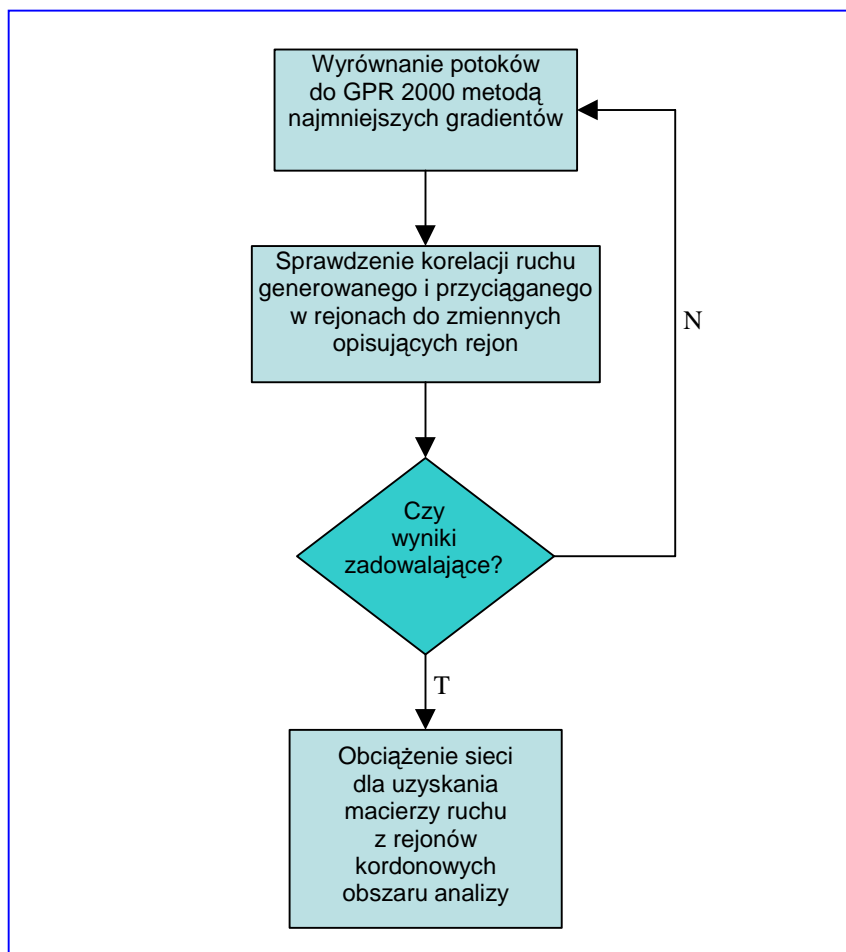 Wyrównanie potoków
do GPR 2000 metodą
najmniejszych gradientów
Sprawdzenie korelacji ruchu
generowanego i przyciąganego
w rejonach do zmiennych
opisujących rejon
N
Czy
wyniki
zadowalające?
T
Obciążenie sieci
dla uzyskania
macierzy ruchu
z rejonów
kordonowych
obszaru analizy